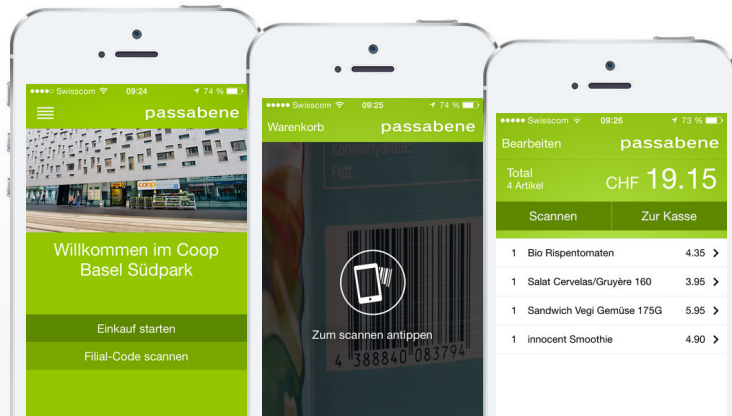 Swisscom 09:24 74 %
passabene
coop
Willkommen im Coop
Basel Südpark
Einkauf starten
Filial-Code scannen
Swisscom 09:25 74 %
Warenkorb passabene
Kohlenhydrate:
Fett
Zum scannen antippen
4 388840 083794
Swisscom 09:26 73 %
Bearbeiten passabene
Total
4 Artikel CHF 19.15
Scannen Zur Kasse
1 Bio Rispentomaten 4.35 >
1 Salat Cervelas/Gruyère 160 3.95 >
1 Sandwich Vegi Gemüse 175G 5.95 >
1 innocent Smoothie 4.90 >